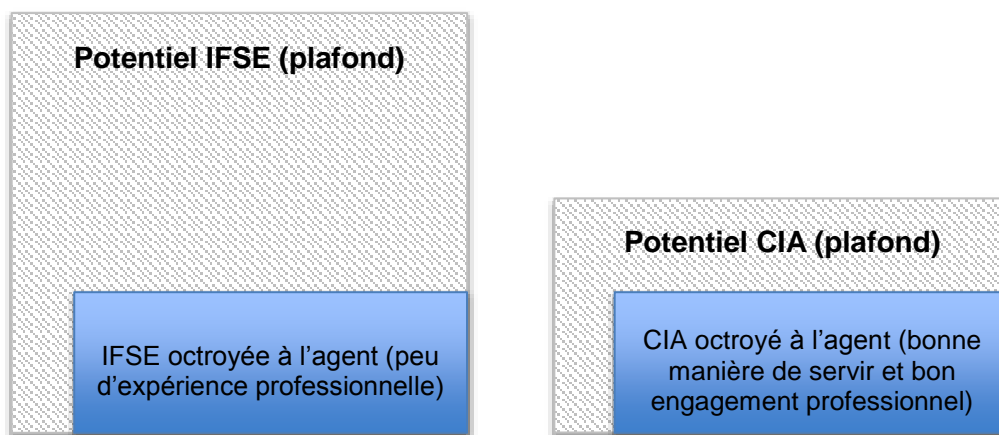 Potentiel IFSE (plafond)
IFSE octroyée à l’agent (peu
d’expérience professionnelle)
Potentiel CIA (plafond)
CIA octroyé à l’agent (bonne
manière de servir et bon
engagement professionnel)